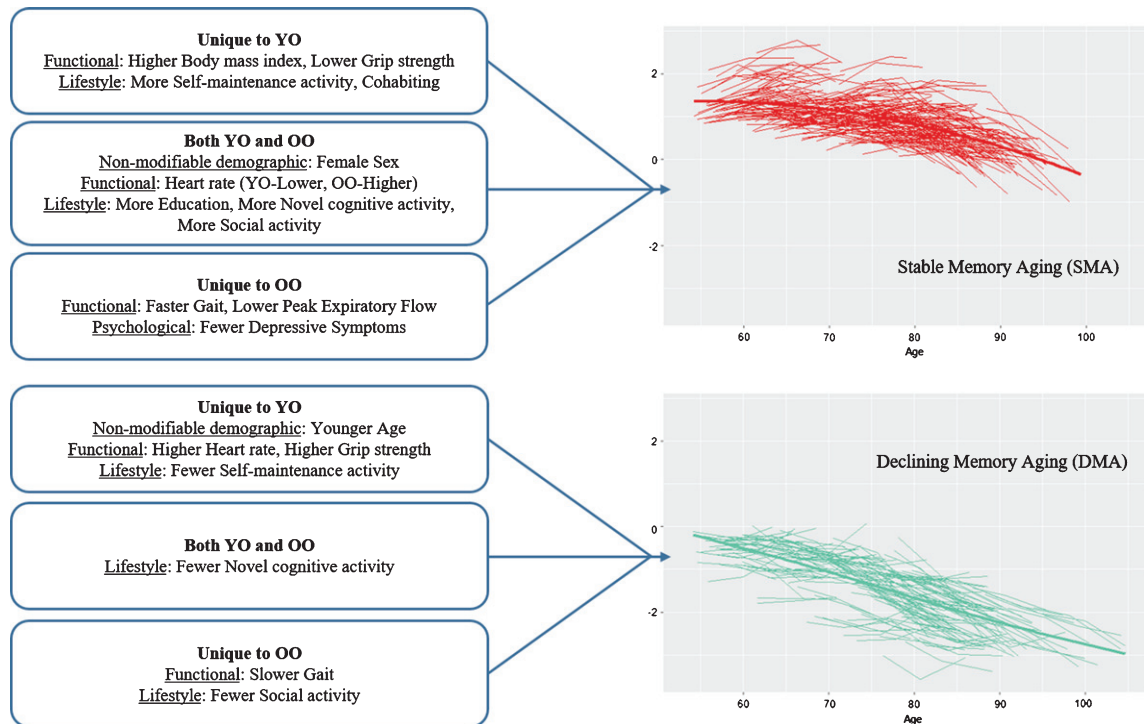 Unique to YO
Functional: Higher Body mass index, Lower Grip strength
Lifestyle: More Self-maintenance activity, Cohabiting
Both YO and OO
Non-modifiable demographic: Female Sex
Functional: Heart rate (YO-Lower, OO-Higher)
Lifestyle: More Education, More Novel cognitive activity,
More Social activity
Unique to OO
Functional: Faster Gait, Lower Peak Expiratory Flow
Psychological: Fewer Depressive Symptoms
2
0
-2
Stable Memory Aging (SMA)
60 70 80 90 100
Age
Unique to YO
Non-modifiable demographic: Younger Age
Functional: Higher Heart rate, Higher Grip strength
Lifestyle: Fewer Self-maintenance activity
Both YO and OO
Lifestyle: Fewer Novel cognitive activity
Unique to OO
Functional: Slower Gait
Lifestyle: Fewer Social activity
2
Declining Memory Aging (DMA)
0
-2
60 70 80 90 100
Age